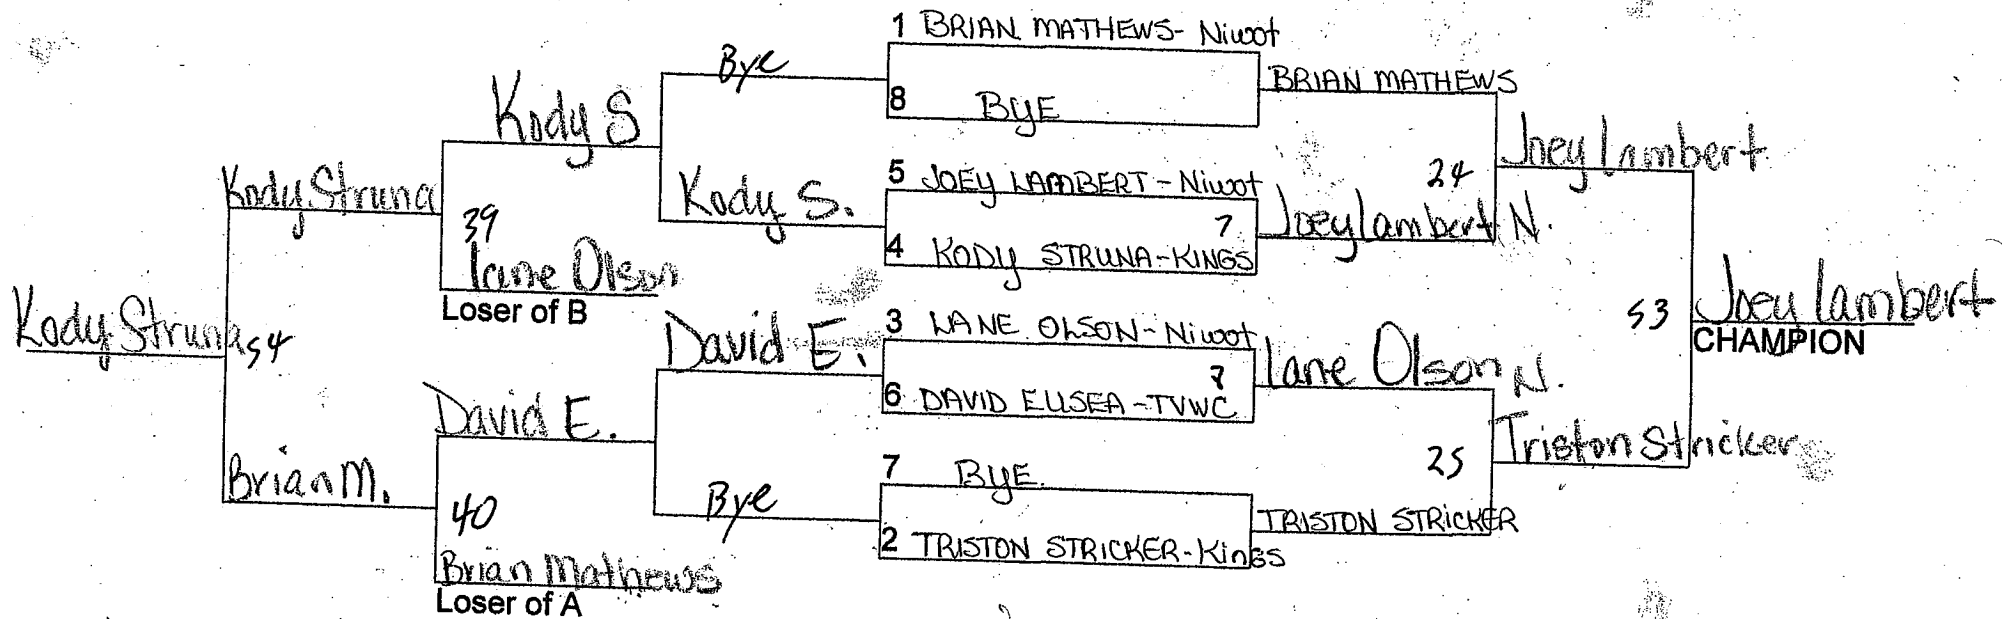 1 BRIAN MATHEWS- Niwot
Bye
BRIAN MATHEWS
8 BYE
Kody S
Joey Lambert
5 JOEY LAMBERT - Niwot
24
Kody Struna
Kody S.
7
Joey Lambert N.
39
4 KODY STRUNA-KINGS
lane Olson
Loser of B
Joey lambert
53
CHAMPION
Kody Struna
54
David E.
3 LANE OLSON-Niwot
lane Olson N.
7
6 DAVID ELISEA-TVWC
David E.
Triston Stricker
25
7 BYE
Brian M.
Bye
40
TRISTON STRICKER
2 TRISTON STRICKER-KinGS
Brian Mathews
Loser of A